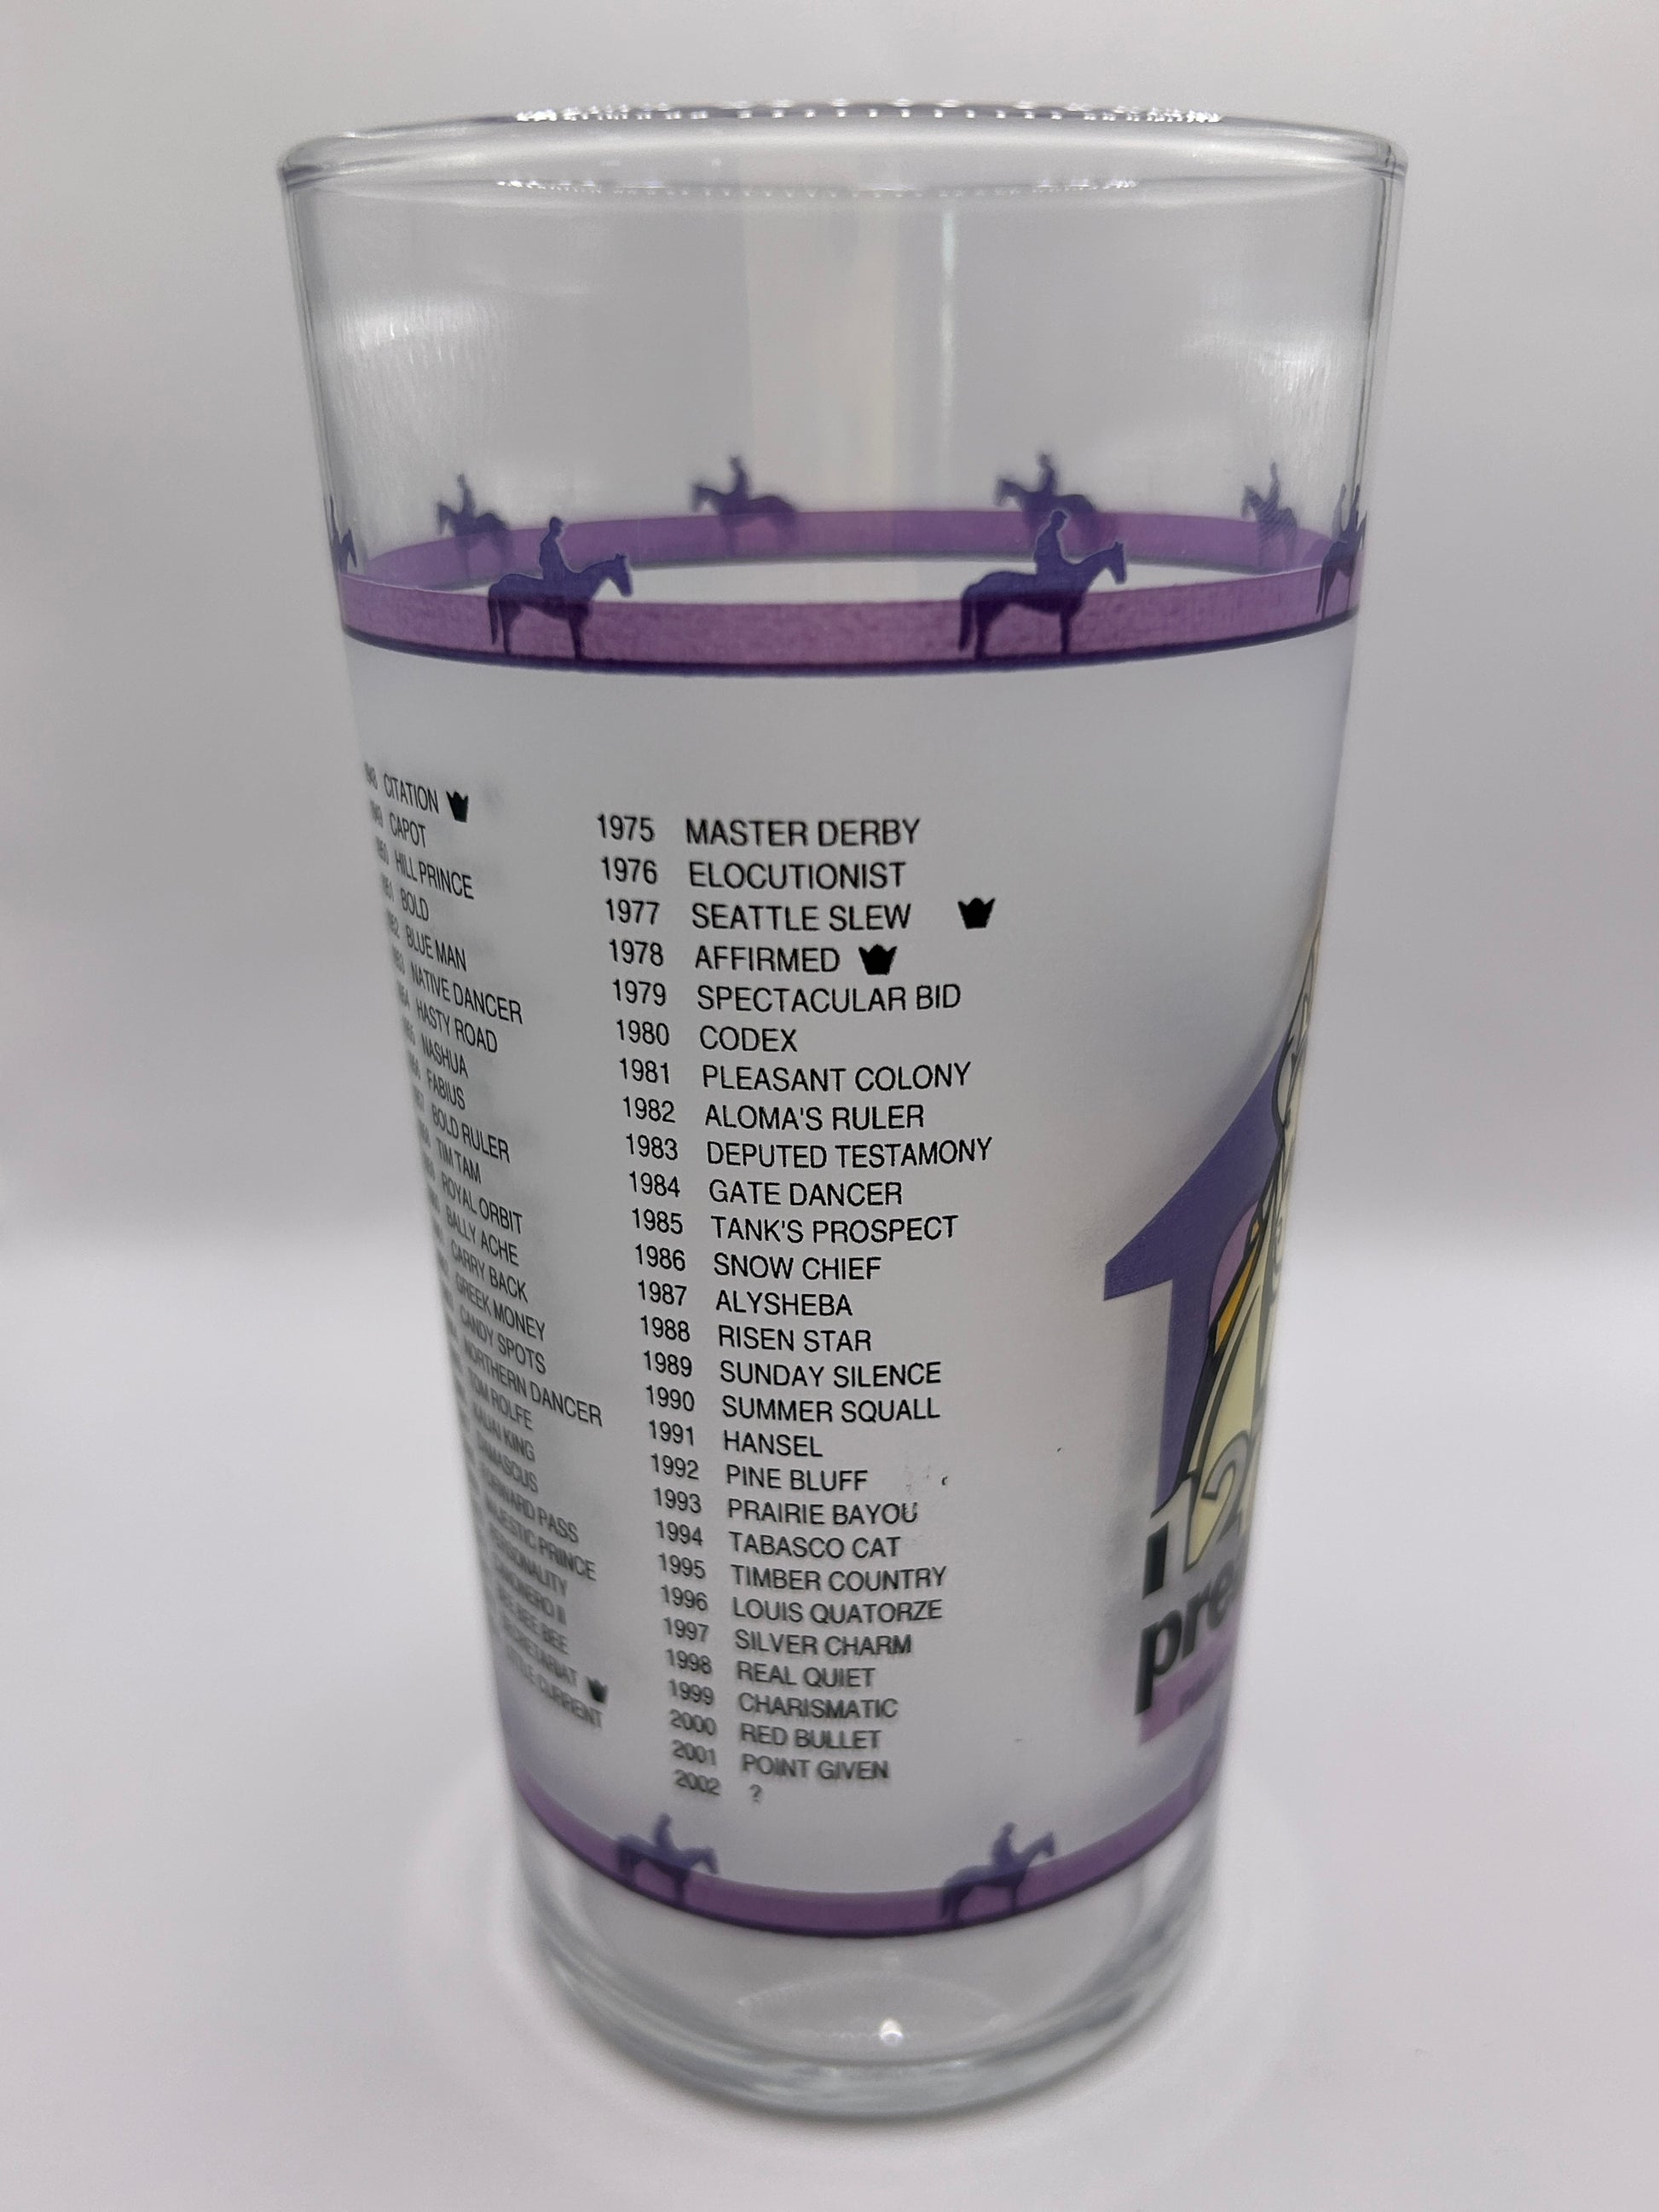 CITATION
CAPOT
HILL PRINCE
BOLD
BLUE MAN
NATIVE DANCER
HASTY ROAD
NASHUA
FABIUS
BOLD RULER
TIM TAM
ROYAL ORBIT
BALLY ACHE
CARRY BACK
GREEK MONEY
CANDY SPOTS
NORTHERN DANCER
TOM ROLFE
KAUAI KING
DAMASCUS
FORWARD PASS
MAJESTIC PRINCE
PERSONALITY
CANONERO II
BEE BEE BEE
SECRETARIAT
LITTLE CURRENT
1975 MASTER DERBY
1976 ELOCUTIONIST
1977 SEATTLE SLEW
1978 AFFIRMED
1979 SPECTACULAR BID
1980 CODEX
1981 PLEASANT COLONY
1982 ALOMA'S RULER
1983 DEPUTED TESTAMONY
1984 GATE DANCER
1985 TANK'S PROSPECT
1986 SNOW CHIEF
1987 ALYSHEBA
1988 RISEN STAR
1989 SUNDAY SILENCE
1990 SUMMER SQUALL
1991 HANSEL
1992 PINE BLUFF
1993 PRAIRIE BAYOU
1994 TABASCO CAT
1995 TIMBER COUNTRY
1996 LOUIS QUATORZE
1997 SILVER CHARM
1998 REAL QUIET
1999 CHARISMATIC
2000 RED BULLET
2001 POINT GIVEN
2002 ?
12
pre